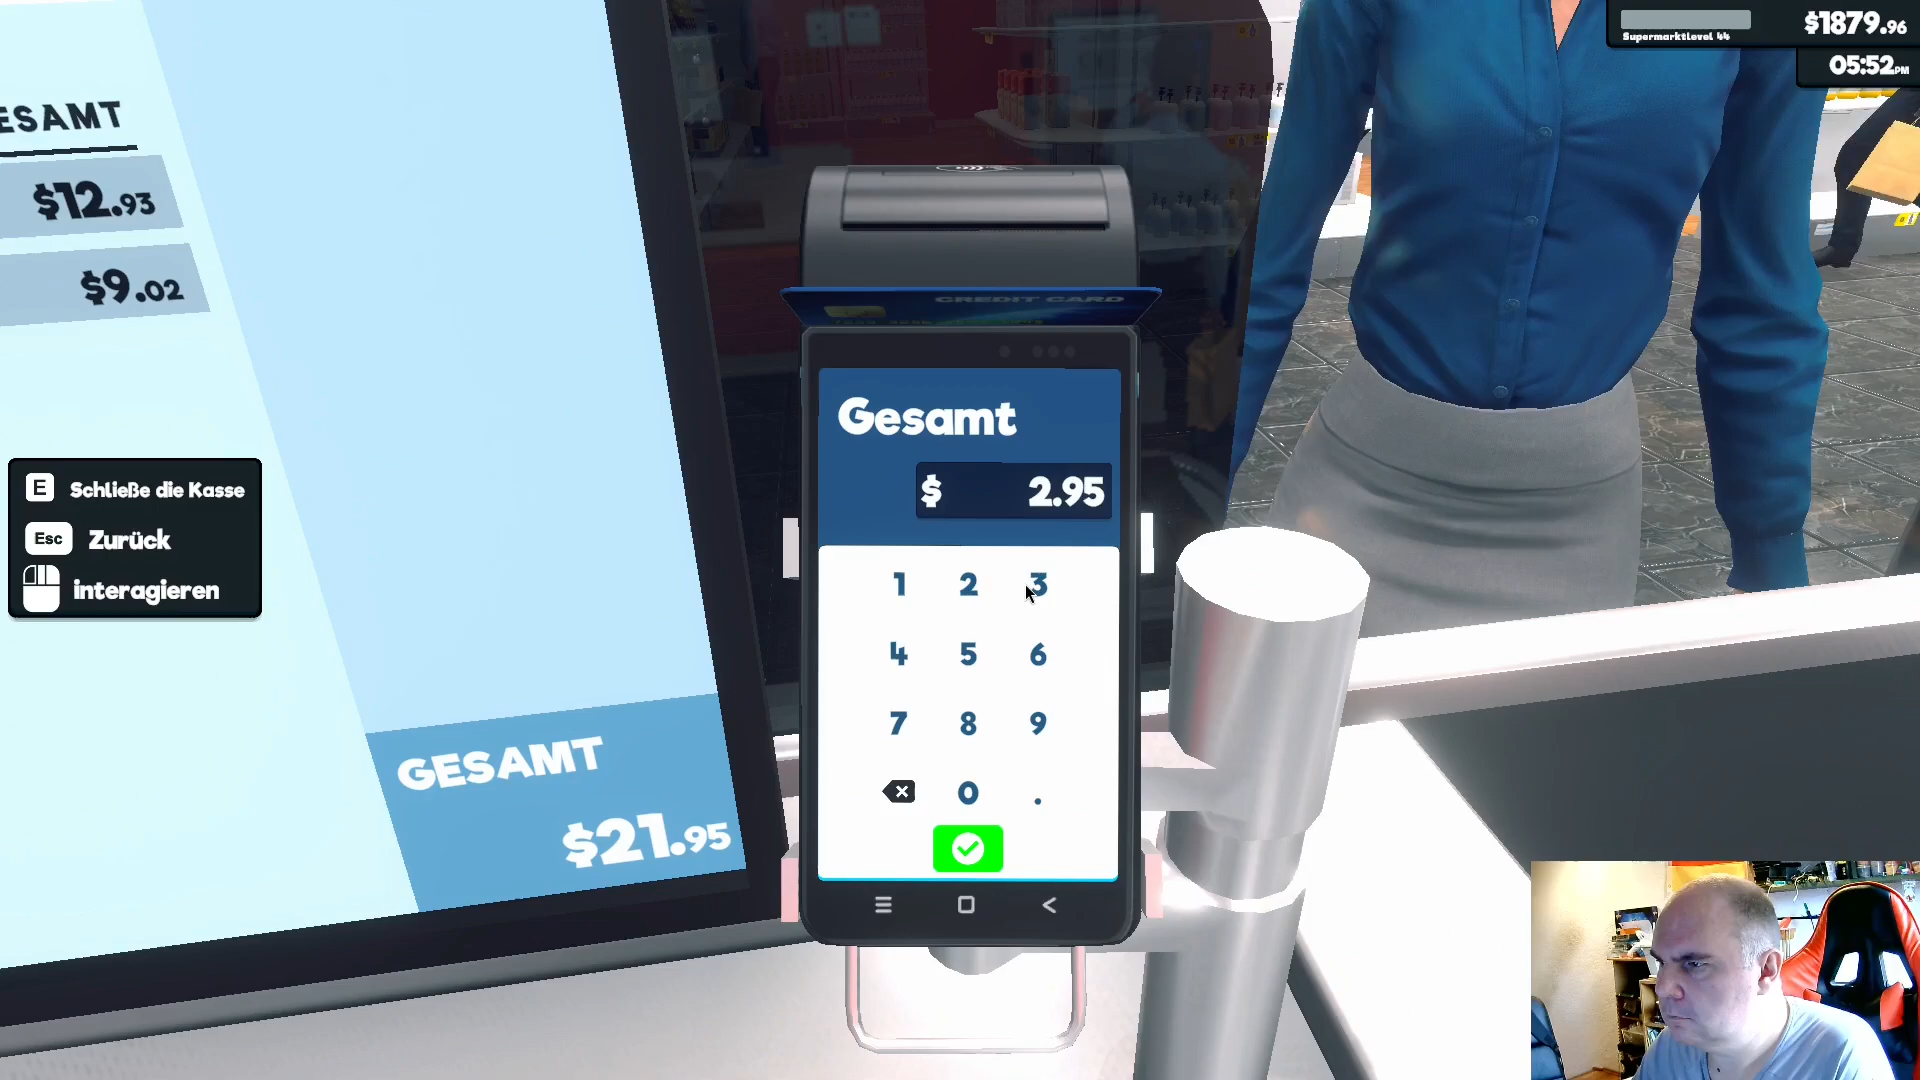 GESAMT
$12.93
$9.02
E Schließe die Kasse
Esc Zurück
interagieren
GESAMT
$21.95
CREDIT CARD
Gesamt
$ 2.95
1 2 3
4 5 6
7 8 9
0 .
$1879.96
Supermarktlevel 44
05:52PM